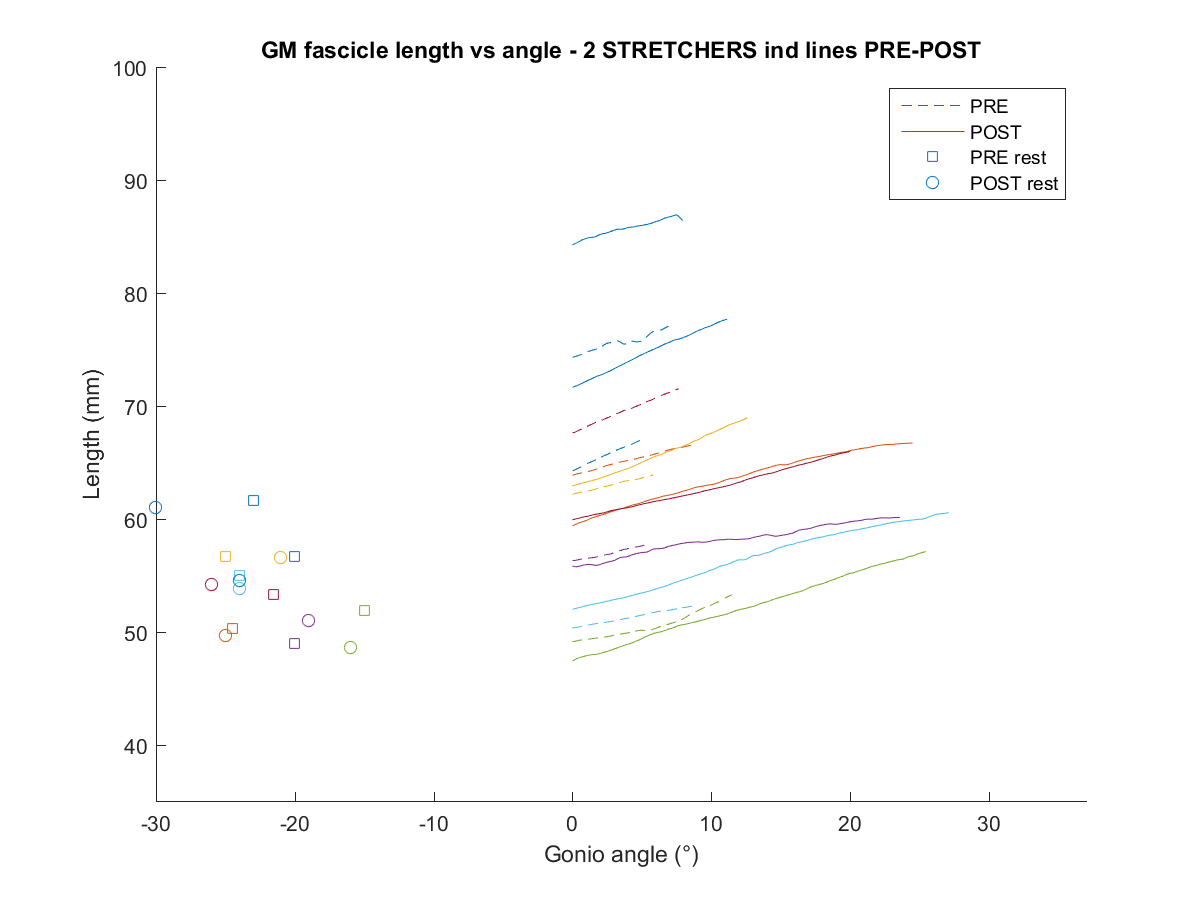 GM fascicle length vs angle - 2 STRETCHERS ind lines PRE-POST
100
90
80
70
60
50
40
Length (mm)
PRE
POST
PRE rest
POST rest
-30 -20 -10 0 10 20 30
Gonio angle (°)